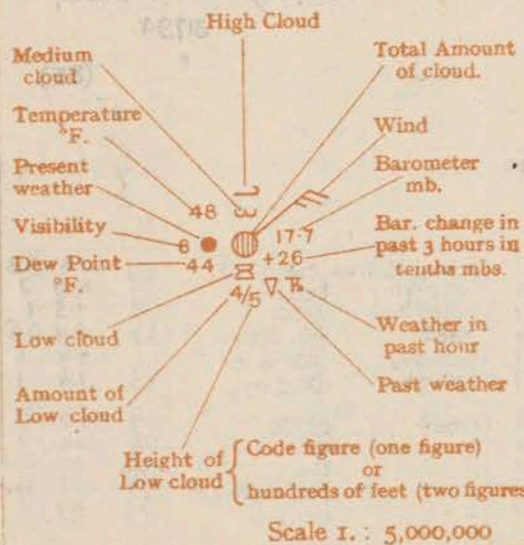 High Cloud
Medium cloud
Total Amount of cloud.
Temperature °F.
Wind
Present weather
Barometer mb.
48
Visibility
8
17·7
Bar. change in past 3 hours in tenths mbs.
+26
Dew Point °F.
44
4/5
Low cloud
Weather in past hour
Amount of Low cloud
Past weather
Height of Low cloud
Code figure (one figure)
or
hundreds of feet (two figures
Scale 1. : 5,000,000